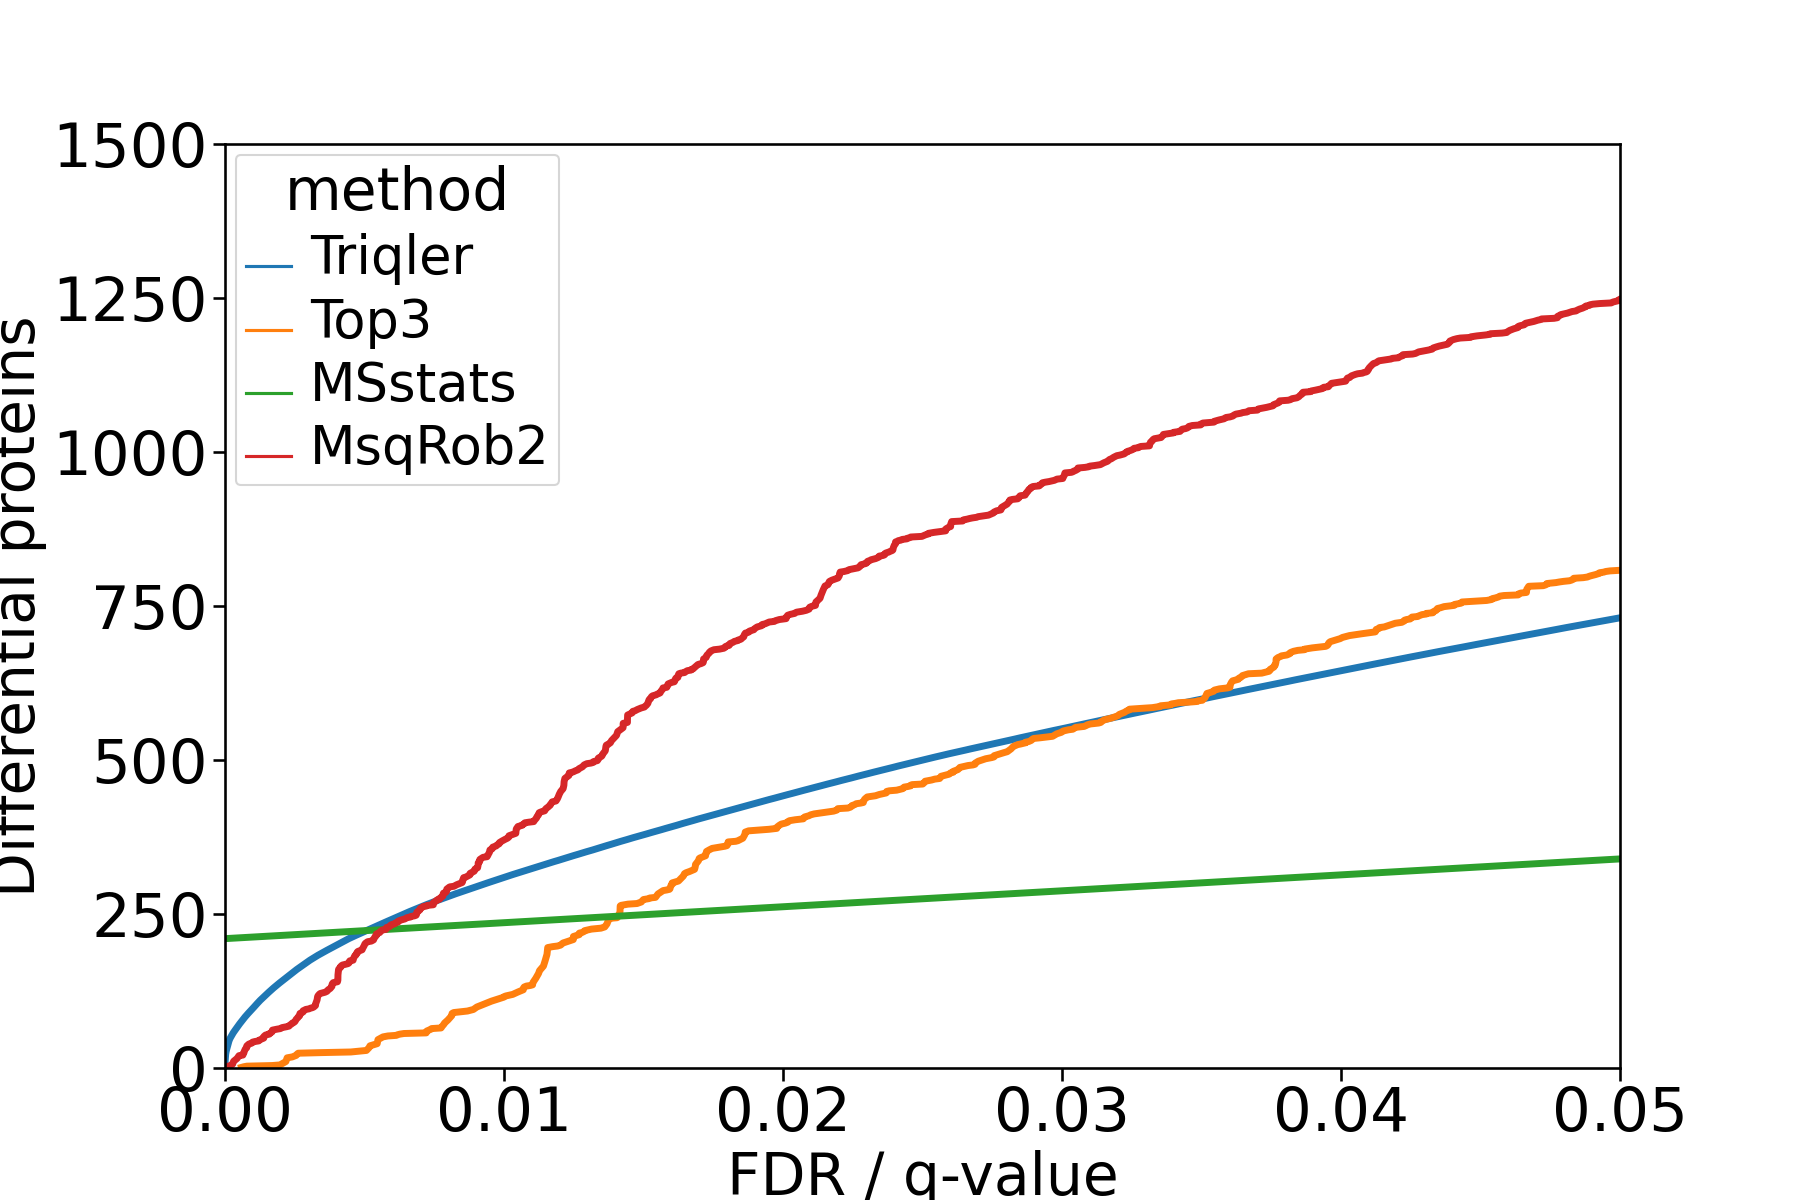 Differential proteins
1500
1250
1000
750
500
250
0
method
Triqler
Top3
MSstats
MsqRob2
0.00 0.01 0.02 0.03 0.04 0.05
FDR / q-value